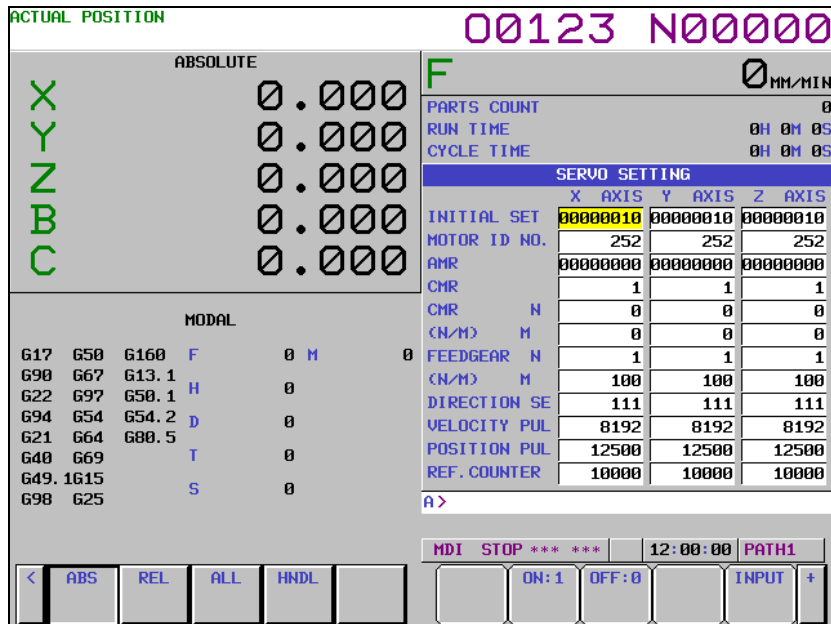 ACTUAL POSITION
O0123 N00000
ABSOLUTE
X 0.000
Y 0.000
Z 0.000
B 0.000
C 0.000
MODAL
G17 G50 G160 F 0 M 0
G90 G67 G13.1
G22 G97 G50.1 H 0
G94 G54 G54.2 D 0
G21 G64 G80.5
G40 G69 T 0
G49.1G15
G98 G25 S 0
F 0 MM/MIN
PARTS COUNT 0
RUN TIME 0H 0M 0S
CYCLE TIME 0H 0M 0S
SERVO SETTING
X AXIS Y AXIS Z AXIS
INITIAL SET 00000010 00000010 00000010
MOTOR ID NO. 252 252 252
AMR 00000000 00000000 00000000
CMR 1 1 1
CMR N 0 0 0
(N/M) M 0 0 0
FEEDGEAR N 1 1 1
(N/M) M 100 100 100
DIRECTION SE 111 111 111
VELOCITY PUL 8192 8192 8192
POSITION PUL 12500 12500 12500
REF.COUNTER 10000 10000 10000
A>
MDI STOP *** *** 12:00:00 PATH1
< ABS REL ALL HNDL ON:1 OFF:0 INPUT +